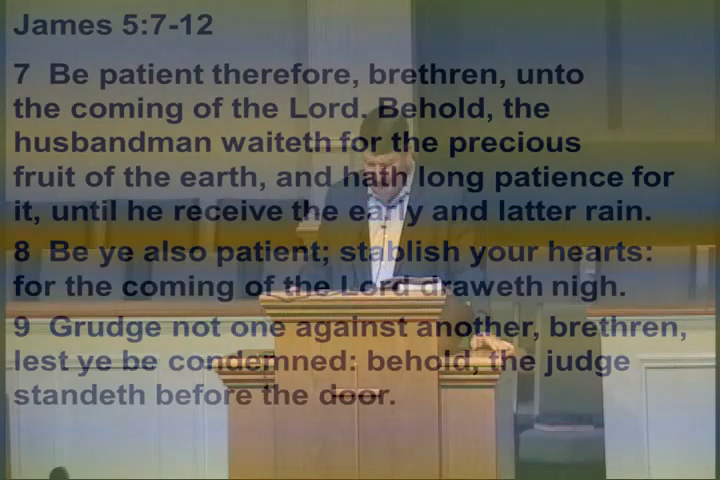 James 5:7-12
7 Be patient therefore, brethren, unto
the coming of the Lord. Behold, the
husbandman waiteth for the precious
fruit of the earth, and hath long patience for
it, until he receive the early and latter rain.
8 Be ye also patient; stablish your hearts:
for the coming of the Lord draweth nigh.
9 Grudge not one against another, brethren,
lest ye be condemned: behold, the judge
standeth before the door.